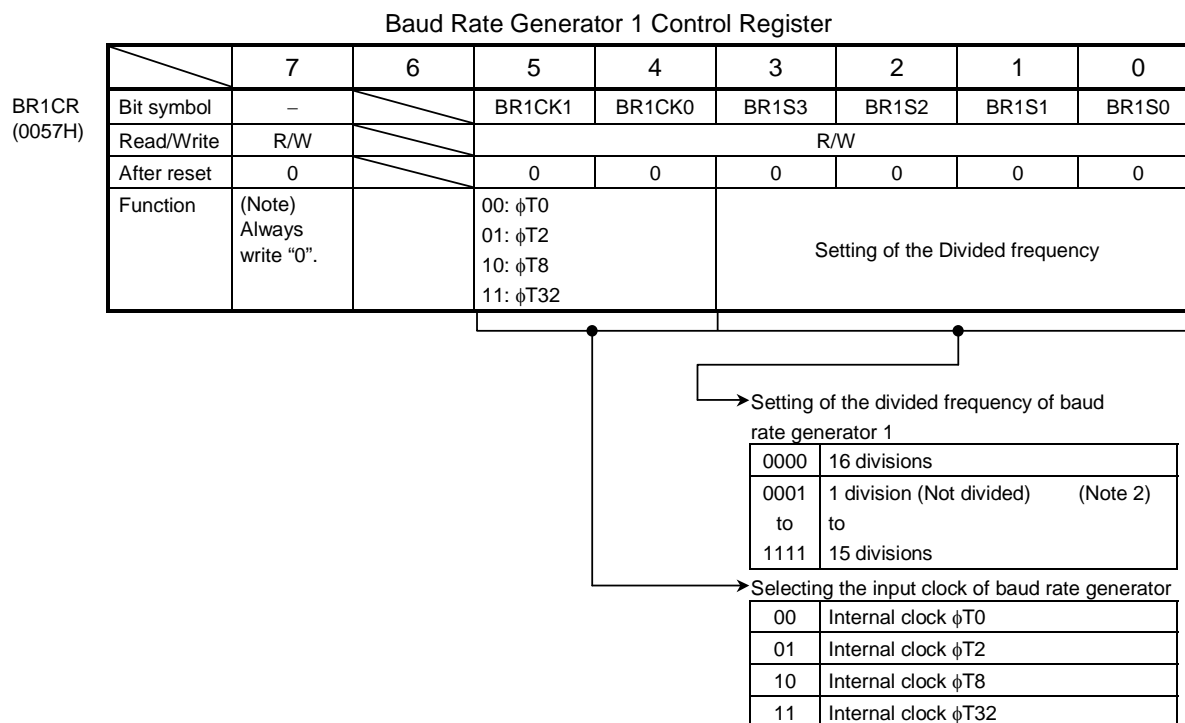 Baud Rate Generator 1 Control Register
7 6 5 4 3 2 1 0
BR1CR
(0057H)
Bit symbol – BR1CK1 BR1CK0 BR1S3 BR1S2 BR1S1 BR1S0
Read/Write R/W R/W
After reset 0 0 0 0 0 0 0
Function
(Note)
Always
write “0”.
00: ϕT0
01: ϕT2
10: ϕT8
11: ϕT32
Setting of the Divided frequency
Setting of the divided frequency of baud
rate generator 1
0000 16 divisions
0001 1 division (Not divided) (Note 2)
to to
1111 15 divisions
Selecting the input clock of baud rate generator
00 Internal clock ϕT0
01 Internal clock ϕT2
10 Internal clock ϕT8
11 Internal clock ϕT32